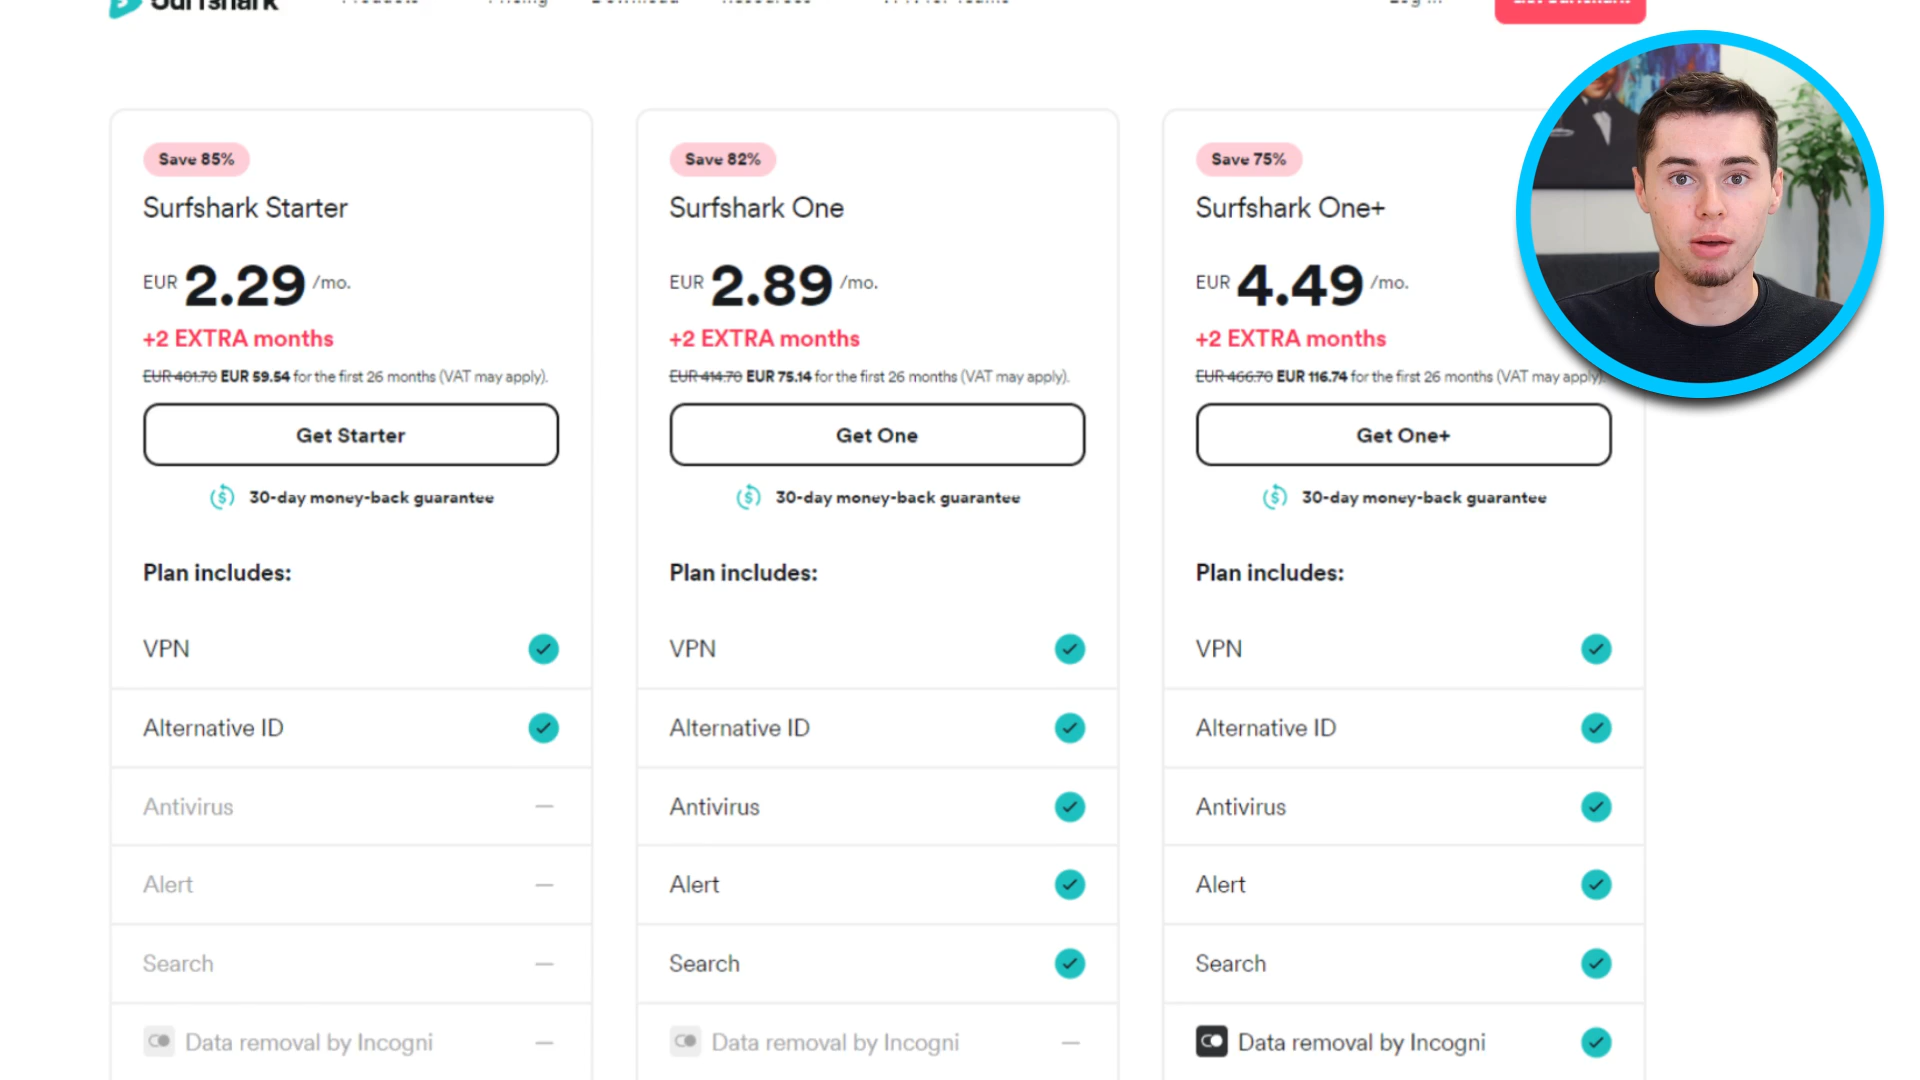 Surfshark
Save 85%
Surfshark Starter
EUR 2.29 /mo.
+2 EXTRA months
EUR 401.70 EUR 59.54 for the first 26 months (VAT may apply).
Get Starter
30-day money-back guarantee
Plan includes:
VPN
Alternative ID
Antivirus
Alert
Search
Data removal by Incogni
Save 82%
Surfshark One
EUR 2.89 /mo.
+2 EXTRA months
EUR 414.70 EUR 75.14 for the first 26 months (VAT may apply).
Get One
30-day money-back guarantee
Plan includes:
VPN
Alternative ID
Antivirus
Alert
Search
Data removal by Incogni
Save 75%
Surfshark One+
EUR 4.49 /mo.
+2 EXTRA months
EUR 466.70 EUR 116.74 for the first 26 months (VAT may apply).
Get One+
30-day money-back guarantee
Plan includes:
VPN
Alternative ID
Antivirus
Alert
Search
Data removal by Incogni